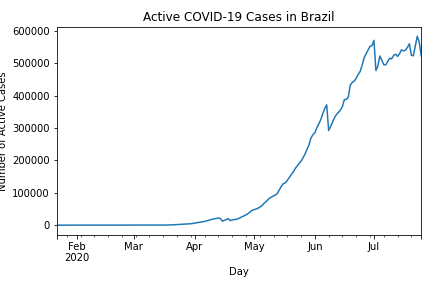 Active COVID-19 Cases in Brazil
600000
500000
400000
300000
200000
100000
0
Number of Active Cases
Feb
2020
Mar
Apr
May
Jun
Jul
Day